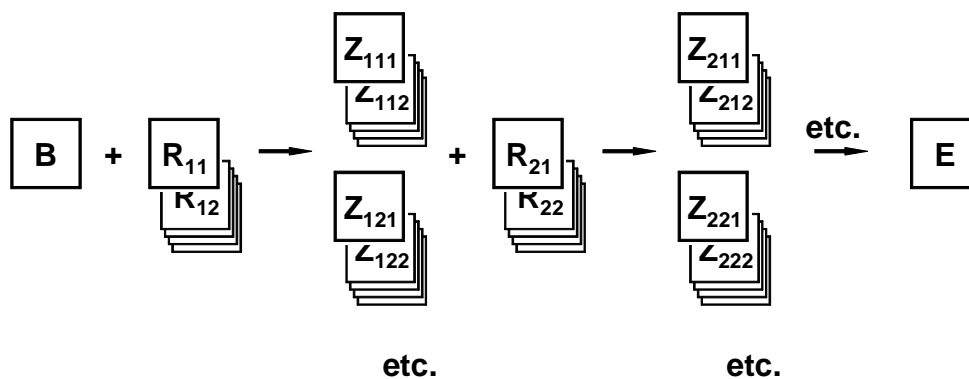 Z111
Z112
Z211
Z212
etc.
B + R11 + R21 E
R12
R22
Z121
Z122
Z221
Z222
etc.
etc.